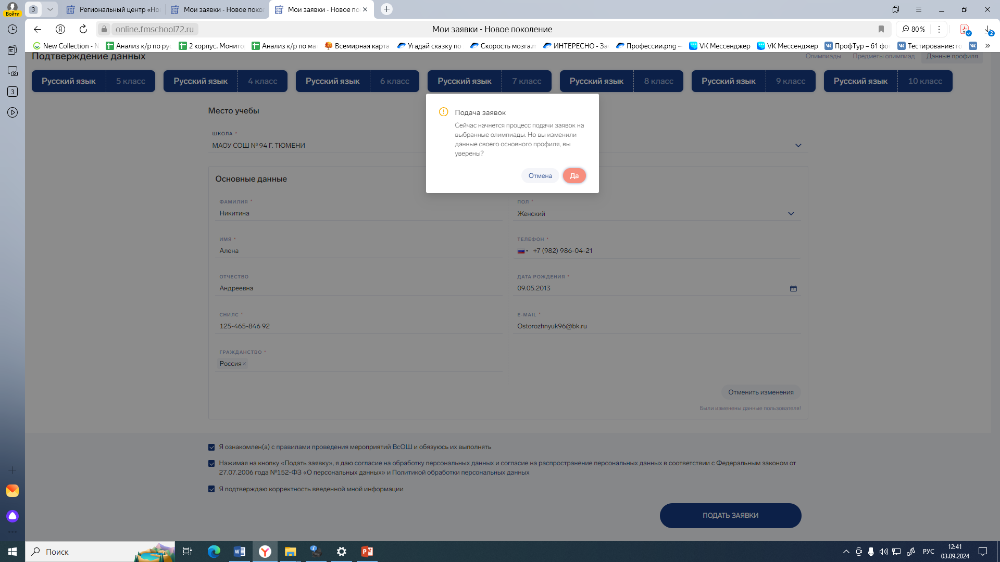 Войти
3
Региональный центр «Но
Мои заявки - Новое покол
Мои заявки - Новое по
online.fmschool72.ru
Мои заявки - Новое поколение
80 %
2
New Collection - N
Анализ к/р по рус
2 корпус. Монито
Анализ к/р по мат
Всемирная карта
Угадай сказку по
Скорость мозга.п
ИНТЕРЕСНО - Зач
Профессии.png –
VK Мессенджер
VK Мессенджер
ПрофТур – 61 фот
Тестирование: го
»
3
Подтверждение данных
Олимпиады
Предметы олимпиад
Данные профиля
Русский язык 5 класс
Русский язык 4 класс
Русский язык 6 класс
Русский язык 7 класс
Русский язык 8 класс
Русский язык 9 класс
Русский язык 10 класс
Подача заявок
Сейчас начнется процесс подачи заявок на
выбранные олимпиады. Но вы изменили
данные своего основного профиля, вы
уверены?
Отмена
Да
Место учебы
ШКОЛА *
МАОУ СОШ № 94 Г. ТЮМЕНИ
Основные данные
ФАМИЛИЯ *
Никитина
ПОЛ *
Женский
ИМЯ *
Алена
ТЕЛЕФОН *
+7 (982) 986-04-21
ОТЧЕСТВО
Андреевна
ДАТА РОЖДЕНИЯ *
09.05.2013
СНИЛС *
125-465-846 92
E-MAIL *
Ostorozhnyuk96@bk.ru
ГРАЖДАНСТВО *
Россия×
Отменить изменения
Были изменены данные пользователя!
Я ознакомлен(а) с правилами проведения мероприятий ВсОШ и обязуюсь их выполнять
Нажимая на кнопку «Подать заявку», я даю согласие на обработку персональных данных и согласие на распространение персональных данных в соответствии с Федеральным законом от
27.07.2006 года №152-ФЗ «О персональных данных» и Политикой обработки персональных данных
Я подтверждаю корректность введенной мной информации
ПОДАТЬ ЗАЯВКИ
Поиск
РУС
12:41
03.09.2024